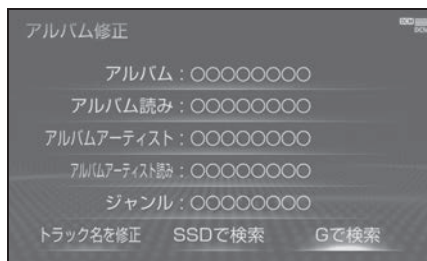 アルバム修正
アルバム：○○○○○○○○
アルバム読み：○○○○○○○○
アルバムアーティスト：○○○○○○○○
アルバムアーティスト読み：○○○○○○○○
ジャンル：○○○○○○○○
トラック名を修正 SSDで検索 Gで検索